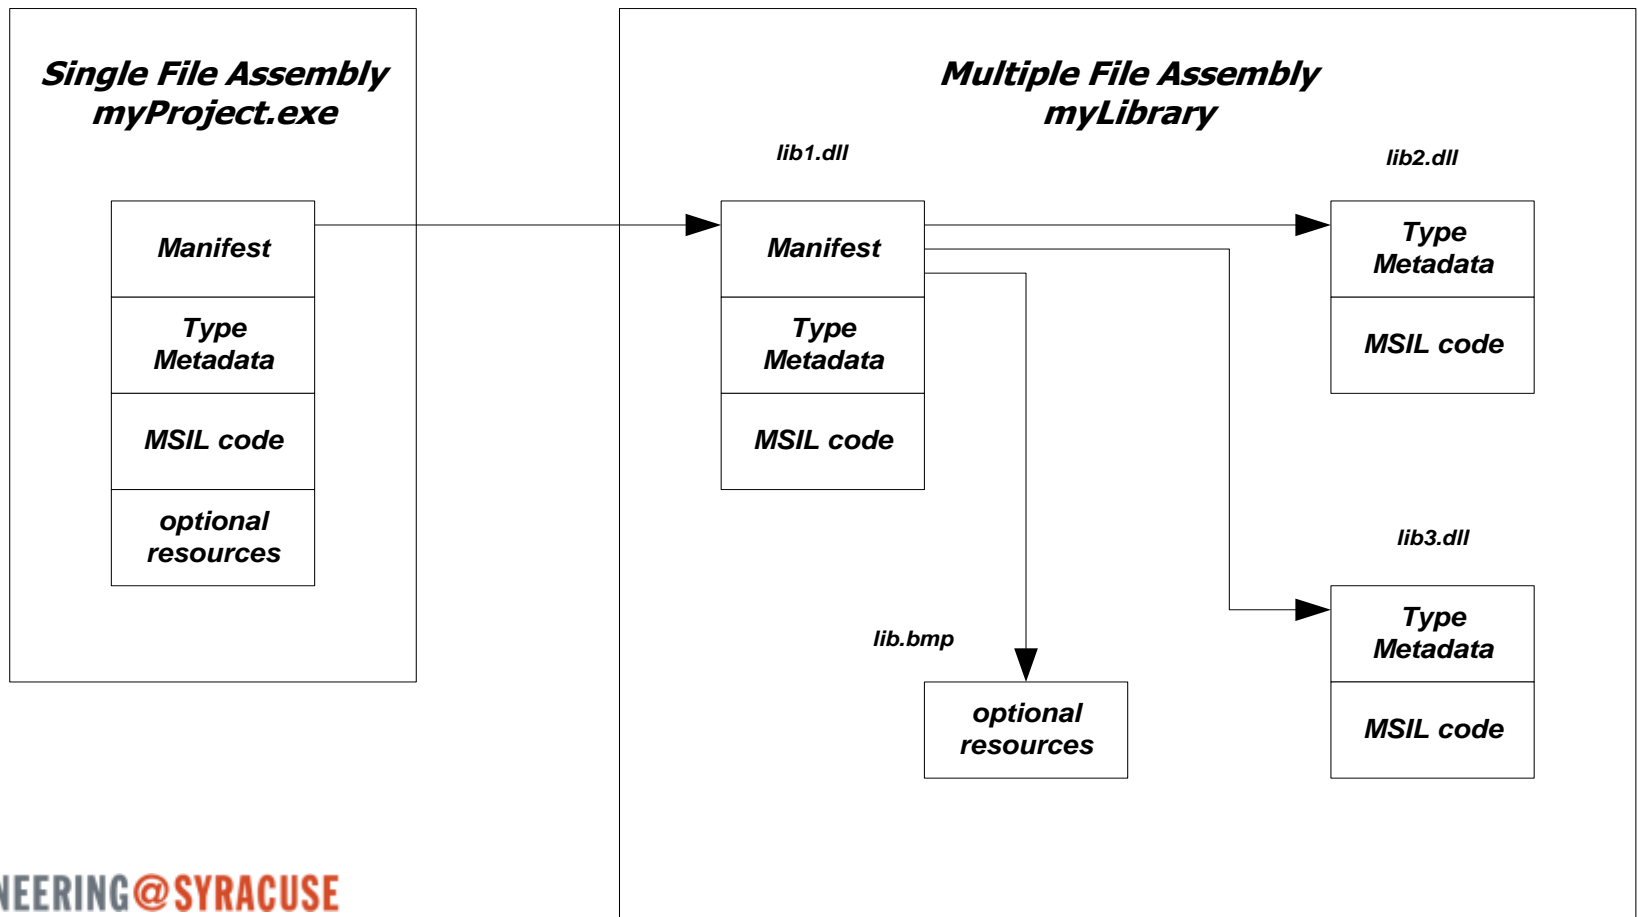 Single File Assembly
myProject.exe
Manifest
Type
Metadata
MSIL code
optional
resources
Multiple File Assembly
myLibrary
lib1.dll
Manifest
Type
Metadata
MSIL code
lib2.dll
Type
Metadata
MSIL code
lib.bmp
optional
resources
lib3.dll
Type
Metadata
MSIL code
NEERING@SYRACUSE